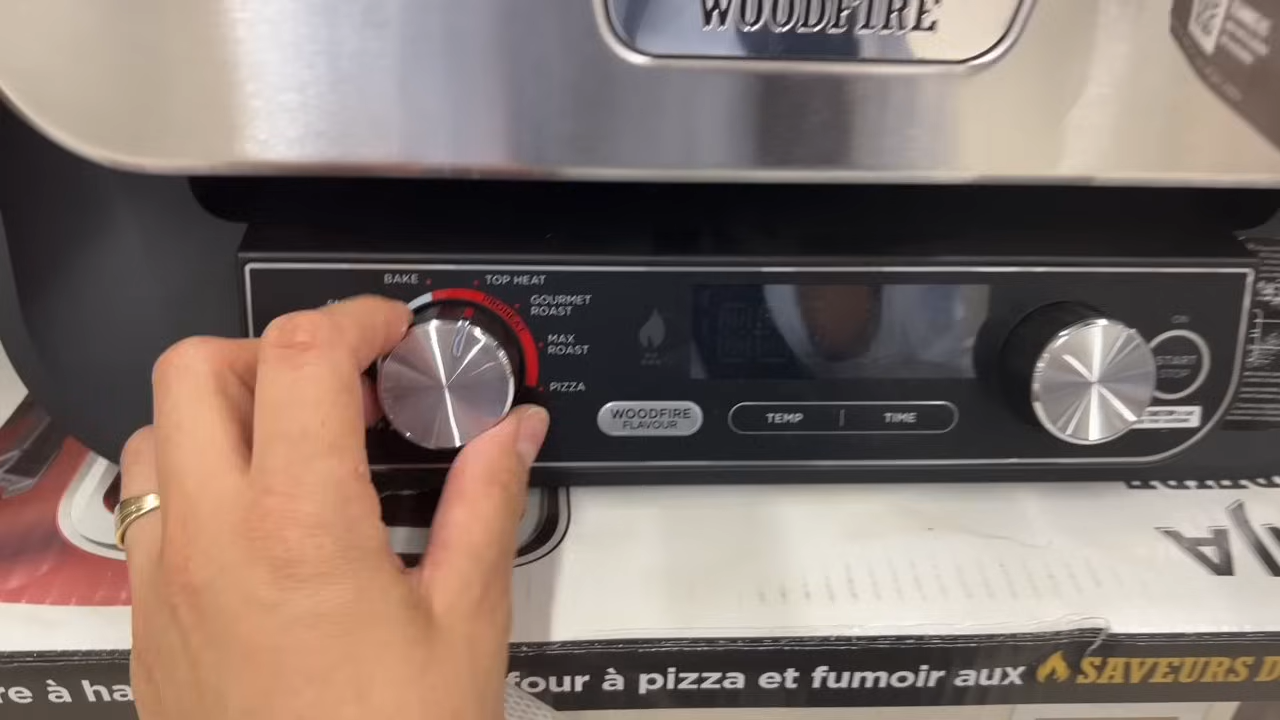 WOODFIRE
BAKE
TOP HEAT
GOURMET
ROAST
PREHEAT
MAX
ROAST
PIZZA
WOODFIRE
FLAVOUR
TEMP
TIME
ON
START
STOP
four à pizza et fumoir aux
SAVEURS D